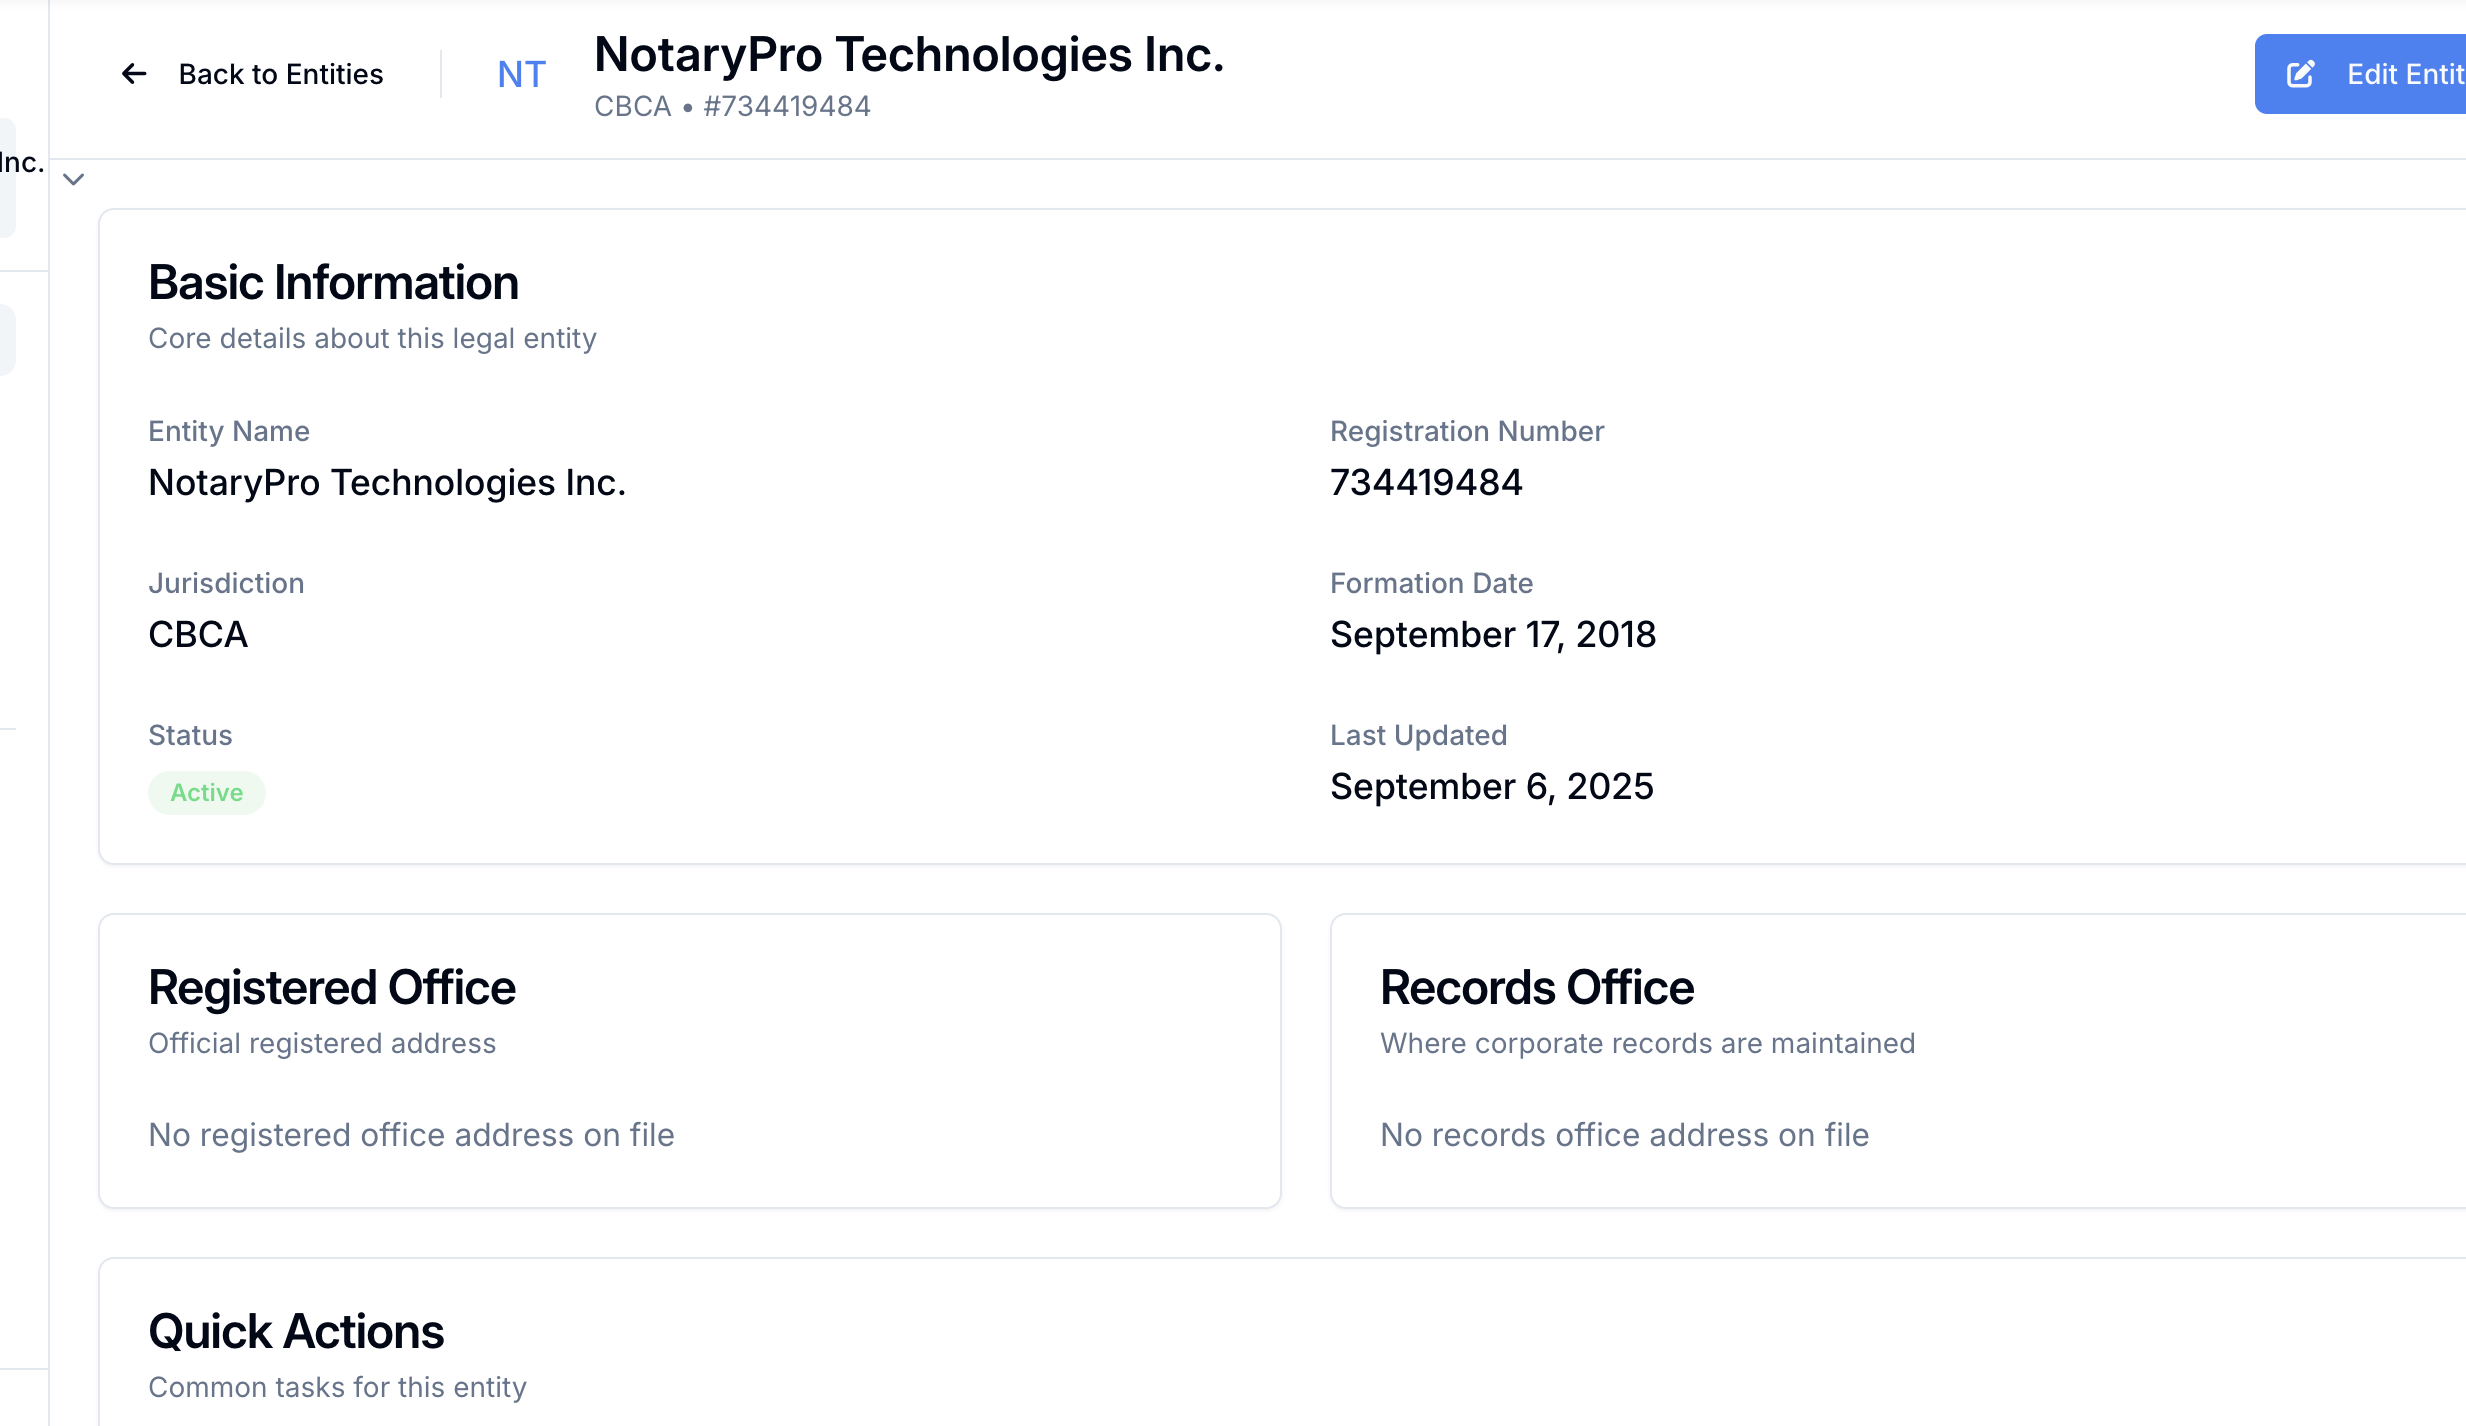 Back to Entities
NT
NotaryPro Technologies Inc.
CBCA • #734419484
Edit Entit
Inc.
Basic Information
Core details about this legal entity
Entity Name
NotaryPro Technologies Inc.
Registration Number
734419484
Jurisdiction
CBCA
Formation Date
September 17, 2018
Status
Active
Last Updated
September 6, 2025
Registered Office
Official registered address
No registered office address on file
Records Office
Where corporate records are maintained
No records office address on file
Quick Actions
Common tasks for this entity